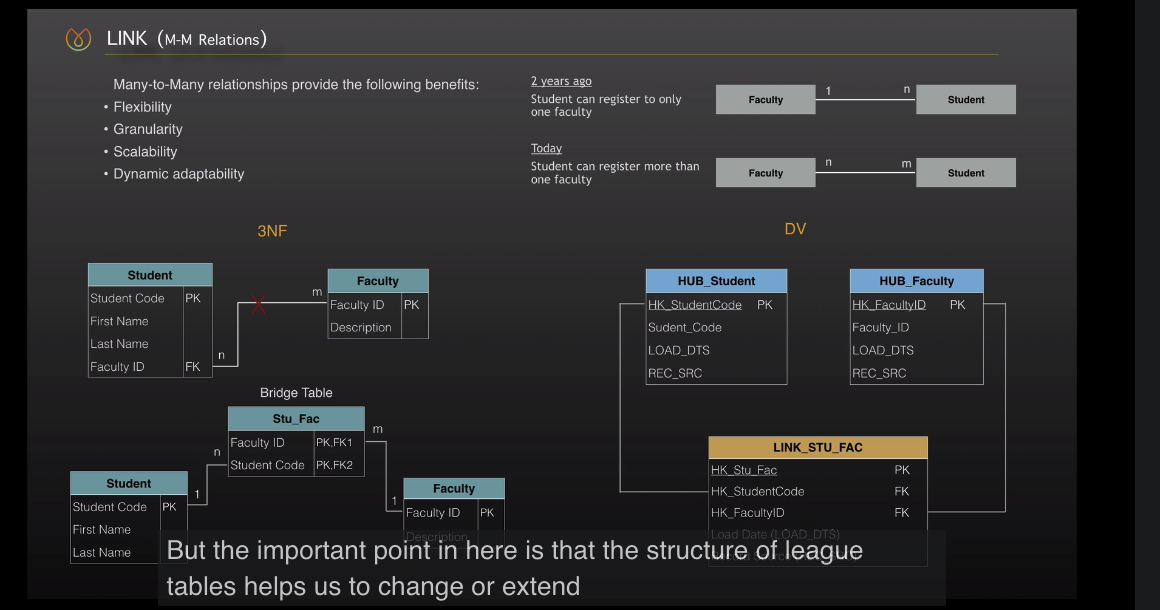 LINK (M-M Relations)
Many-to-Many relationships provide the following benefits:
• Flexibility
• Granularity
• Scalability
• Dynamic adaptability
2 years ago
Student can register to only
one faculty
Faculty 1 n Student
Today
Student can register more than
one faculty
Faculty n m Student
3NF
Student
Student Code PK
First Name
Last Name
Faculty ID FK
n
m
Faculty
Faculty ID PK
Description
Bridge Table
Stu_Fac
Faculty ID PK,FK1
Student Code PK,FK2
n
1
m
1
Student
Student Code PK
First Name
Last Name
Faculty
Faculty ID PK
Description
DV
HUB_Student
HK_StudentCode PK
Sudent_Code
LOAD_DTS
REC_SRC
HUB_Faculty
HK_FacultyID PK
Faculty_ID
LOAD_DTS
REC_SRC
LINK_STU_FAC
HK_Stu_Fac PK
HK_StudentCode FK
HK_FacultyID FK
Load Date (LOAD_DTS)
But the important point in here is that the structure of league
tables helps us to change or extend